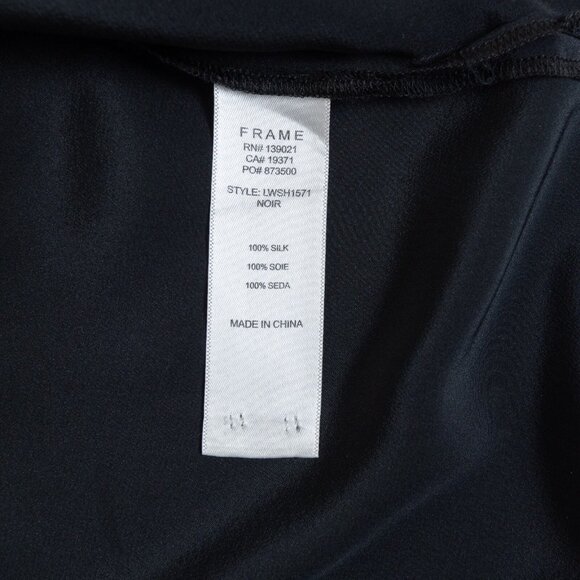 FRAME
RN# 139021
CA# 19371
PO# 873500
STYLE: LWSH1571
NOIR
100% SILK
100% SOIE
100% SEDA
MADE IN CHINA